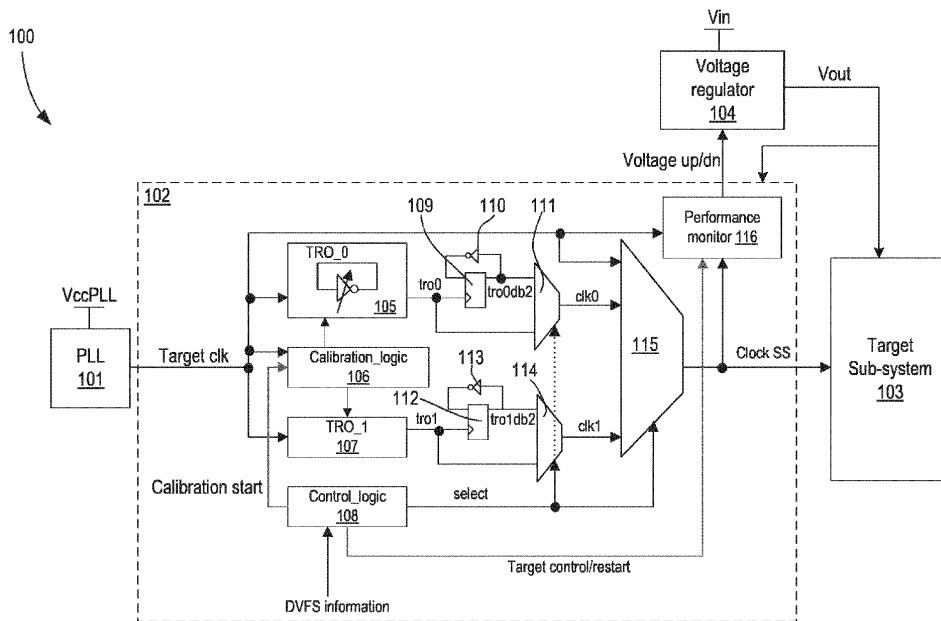 100
Vin
Voltage
regulator
104
Vout
Voltage up/dn
102
109
110
111
Performance
monitor 116
TRO_0
105
tro0
tro0db2
clk0
VccPLL
PLL
101
Target clk
Calibration_logic
106
113
114
115
Clock SS
Target
Sub-system
103
112
TRO_1
107
tro1
tro1db2
clk1
Calibration start
Control_logic
108
select
Target control/restart
DVFS information